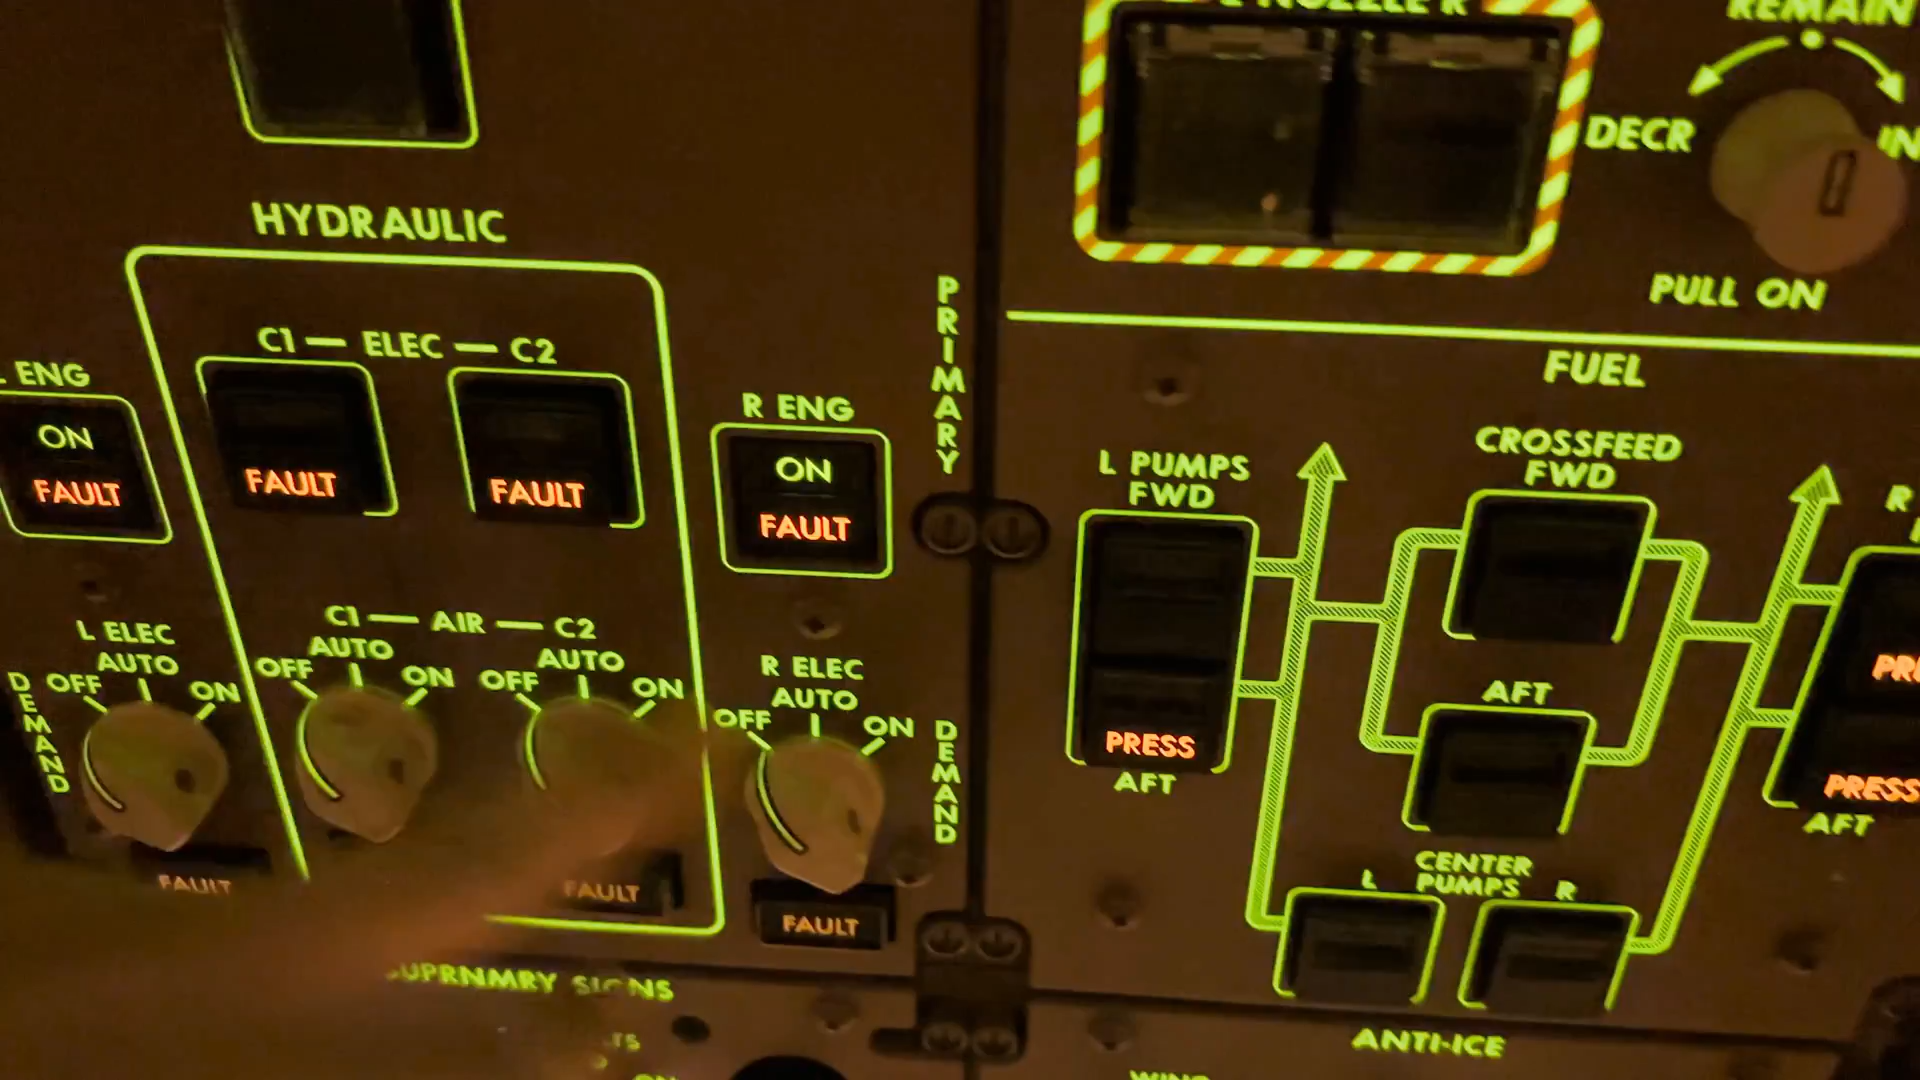 L NOZZLE R
REMAIN
DECR
PULL ON
HYDRAULIC
C1 — ELEC — C2
ENG
ON
FAULT
FAULT
FAULT
R ENG
ON
FAULT
PRIMARY
C1 — AIR — C2
L ELEC
AUTO
OFF
ON
DEMAND
AUTO
OFF
ON
AUTO
OFF
ON
R ELEC
AUTO
OFF
ON
DEMAND
FAULT
FAULT
FAULT
SIGNS
FUEL
L PUMPS
FWD
PRESS
AFT
CROSSFEED
FWD
AFT
CENTER
L PUMPS R
R
PRESS
AFT
ANTI-ICE